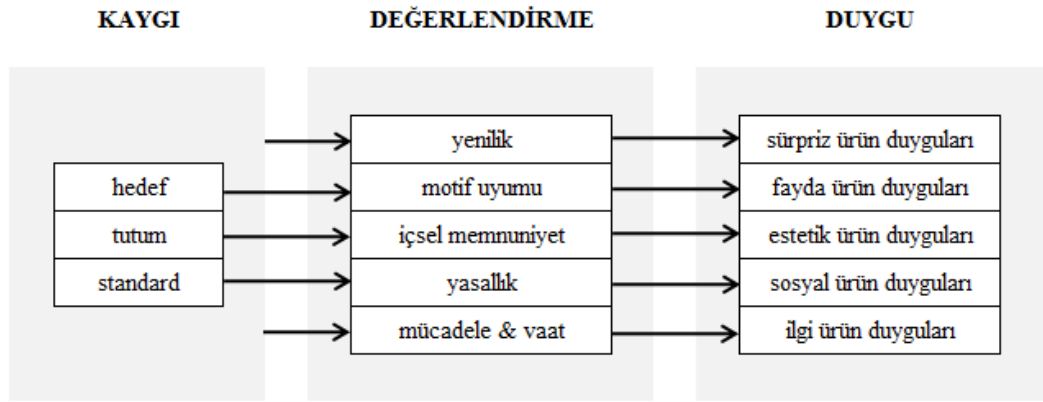 KAYGI
DEĞERLENDİRME
DUYGU
hedef
tutum
standard
yenilik
motif uyumu
içsel memnuniyet
yasallık
mücadele & vaat
sürpriz ürün duyguları
fayda ürün duyguları
estetik ürün duyguları
sosyal ürün duyguları
ilgi ürün duyguları